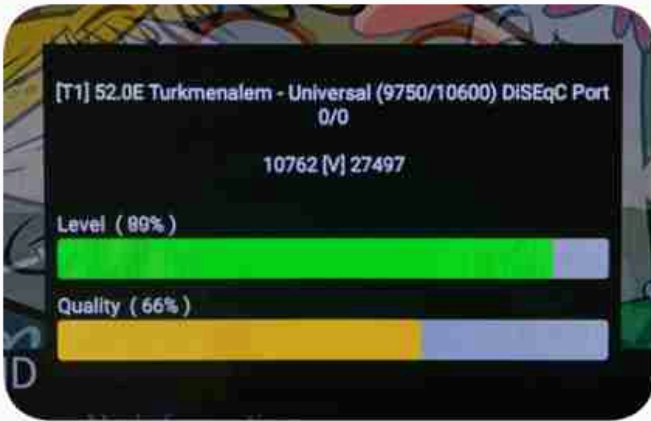 [T1] 52.0E Turkmenalem - Universal (9750/10600) DiSEqC Port
0/0
10762 [V] 27497
Level ( 89% )
Quality ( 66% )
D